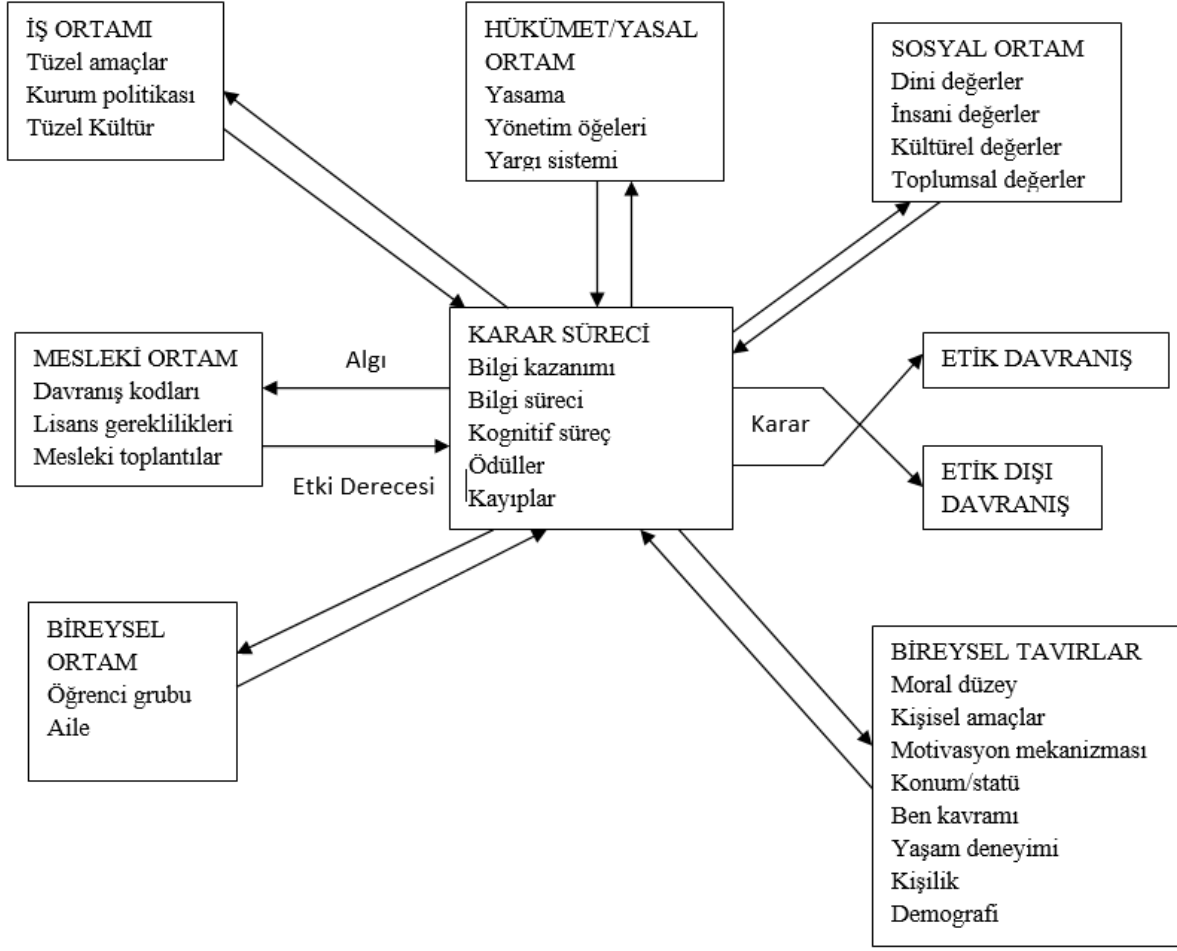 İŞ ORTAMI
Tüzel amaçlar
Kurum politikası
Tüzel Kültür
HÜKÜMET/YASAL
ORTAM
Yasama
Yönetim öğeleri
Yargı sistemi
SOSYAL ORTAM
Dini değerler
İnsani değerler
Kültürel değerler
Toplumsal değerler
MESLEKİ ORTAM
Davranış kodları
Lisans gereklilikleri
Mesleki toplantılar
Algı
Etki Derecesi
KARAR SÜRECİ
Bilgi kazanımı
Bilgi süreci
Kognitif süreç
Ödüller
Kayıplar
Karar
ETİK DAVRANIŞ
ETİK DIŞI
DAVRANIŞ
BİREYSEL
ORTAM
Öğrenci grubu
Aile
BİREYSEL TAVIRLAR
Moral düzey
Kişisel amaçlar
Motivasyon mekanizması
Konum/statü
Ben kavramı
Yaşam deneyimi
Kişilik
Demografi